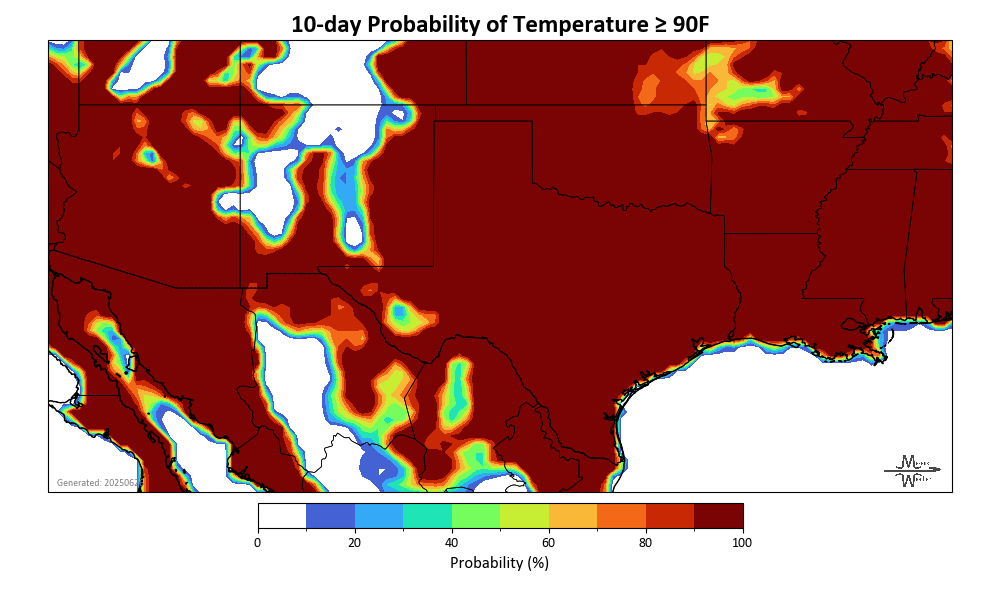 10-day Probability of Temperature ≥ 90F
Generated: 2025062
0 20 40 60 80 100
Probability (%)